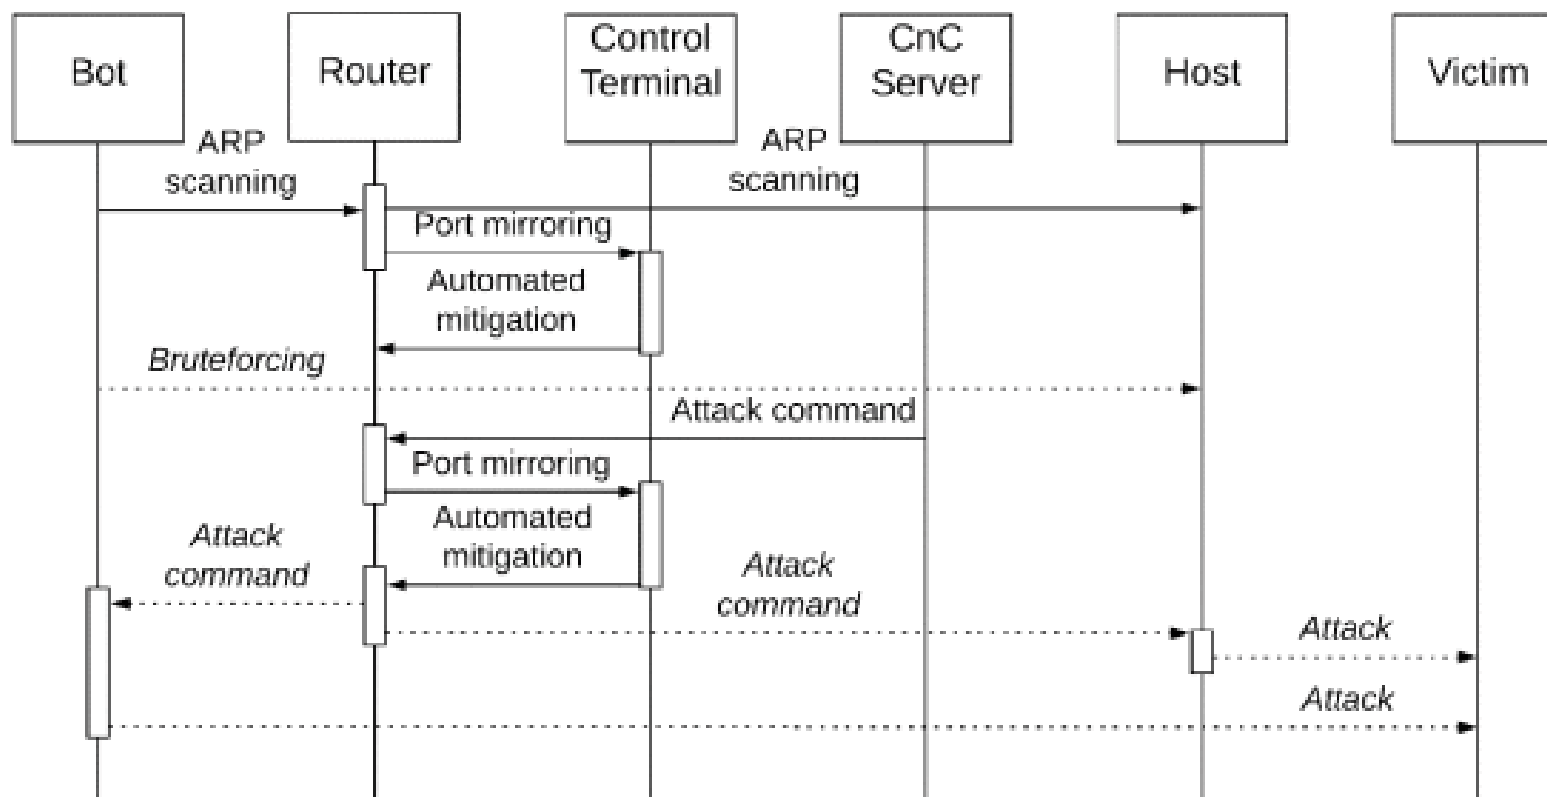 Bot
Router
Control
Terminal
CnC
Server
Host
Victim
ARP
scanning
ARP
scanning
Port mirroring
Automated
mitigation
Bruteforcing
Attack command
Port mirroring
Automated
mitigation
Attack
command
Attack
command
Attack
Attack